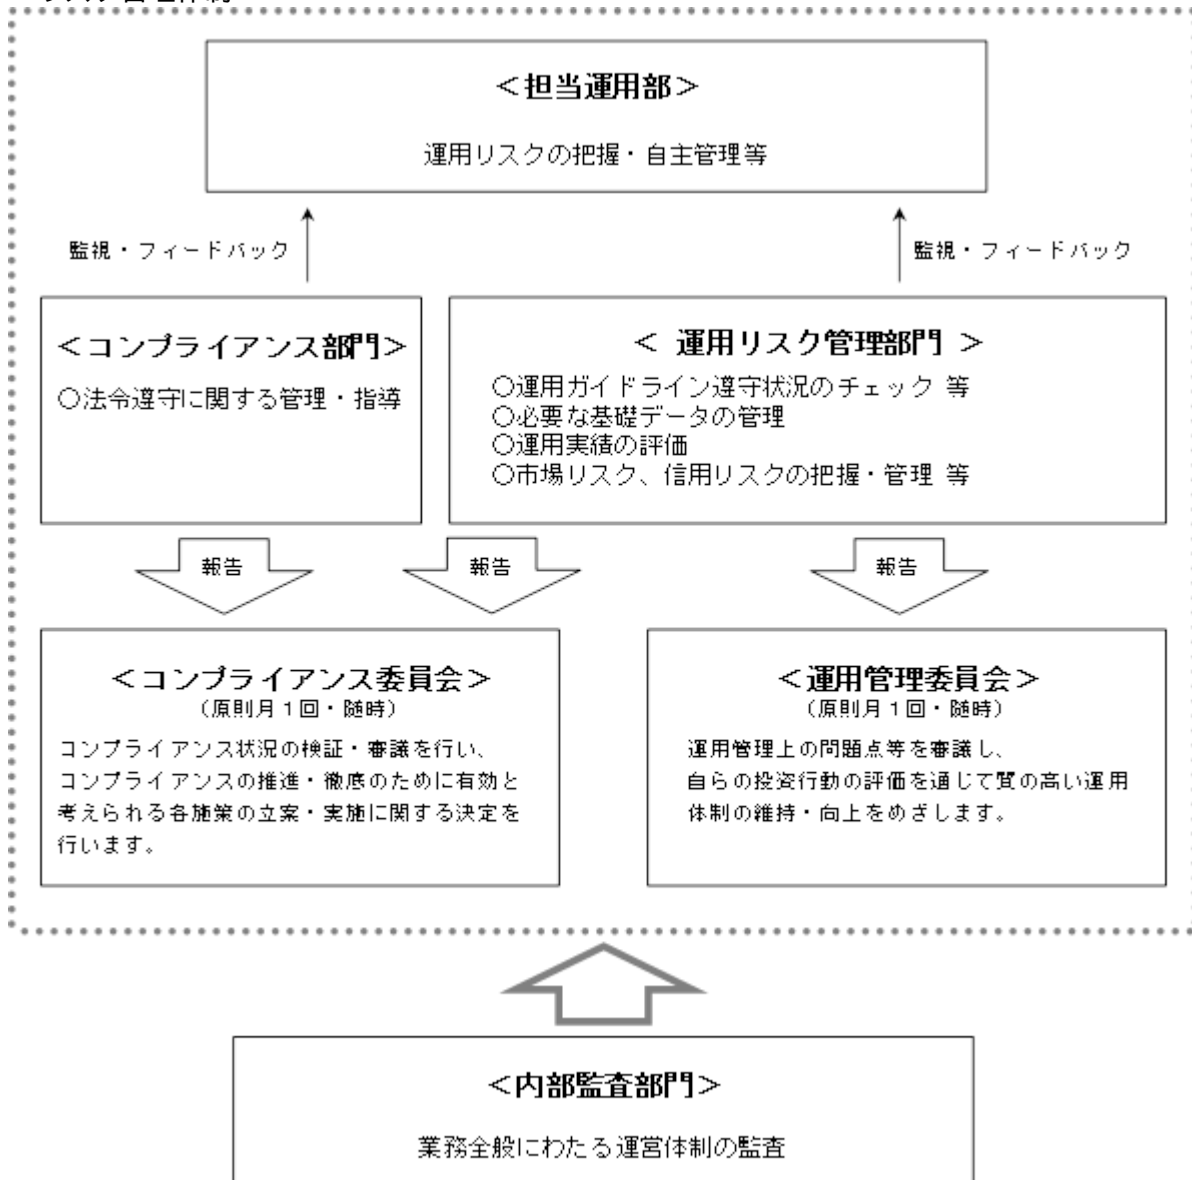 ＜担当運用部＞
運用リスクの把握・自主管理等
監視・フィードバック
監視・フィードバック
＜コンプライアンス部門＞
○法令遵守に関する管理・指導
＜ 運用リスク管理部門 ＞
○運用ガイドライン遵守状況のチェック 等
○必要な基礎データの管理
○運用実績の評価
○市場リスク、信用リスクの把握・管理 等
報告
報告
報告
＜コンプライアンス委員会＞
（原則月１回・随時）
コンプライアンス状況の検証・審議を行い、
コンプライアンスの推進・徹底のために有効と
考えられる各施策の立案・実施に関する決定を
行います。
＜運用管理委員会＞
（原則月１回・随時）
運用管理上の問題点等を審議し、
自らの投資行動の評価を通じて質の高い運用
体制の維持・向上をめざします。
＜内部監査部門＞
業務全般にわたる運営体制の監査